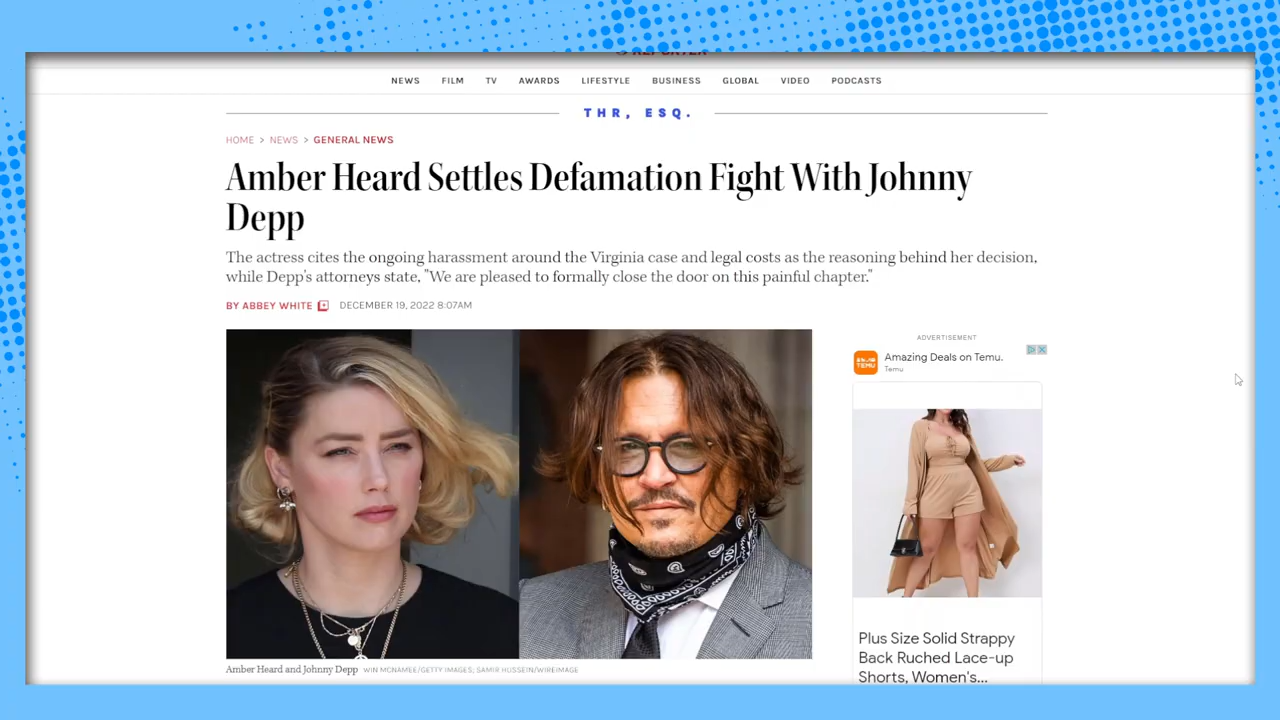 NEWS FILM TV AWARDS LIFESTYLE BUSINESS GLOBAL VIDEO PODCASTS
THR, ESQ.
HOME > NEWS > GENERAL NEWS
Amber Heard Settles Defamation Fight With Johnny
Depp
The actress cites the ongoing harassment around the Virginia case and legal costs as the reasoning behind her decision,
while Depp's attorneys state, "We are pleased to formally close the door on this painful chapter."
BY ABBEY WHITE DECEMBER 19, 2022 8:07AM
ADVERTISEMENT
TEMU
Amazing Deals on Temu.
Temu
Plus Size Solid Strappy
Back Ruched Lace-up
Shorts, Women's...
Amber Heard and Johnny Depp WIN MCNAMEE/GETTY IMAGES; SAMIR HUSSEIN/WIREIMAGE